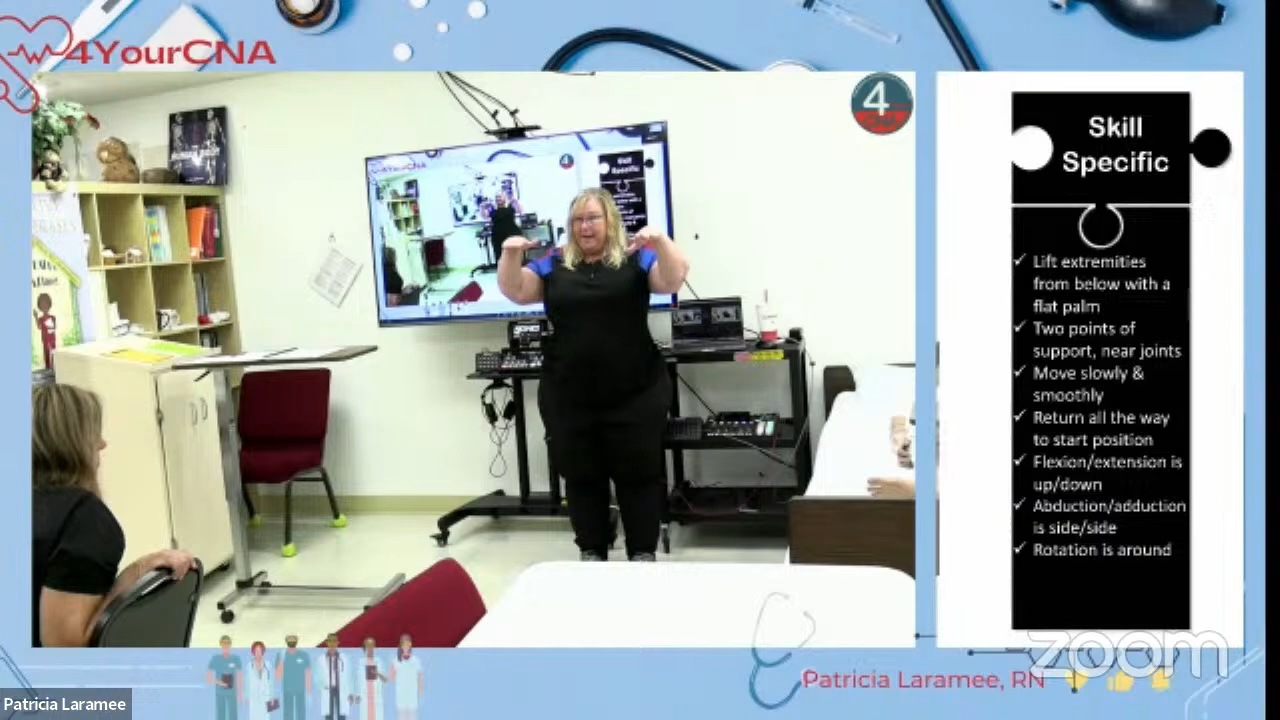 4YourCNA
4
CNA
Skill
Specific
✓ Lift extremities
from below with a
flat palm
✓ Two points of
support, near joints
✓ Move slowly &
smoothly
✓ Return all the way
to start position
✓ Flexion/extension is
up/down
✓ Abduction/adduction
is side/side
✓ Rotation is around
zoom
Patricia Laramee, RN
Patricia Laramee